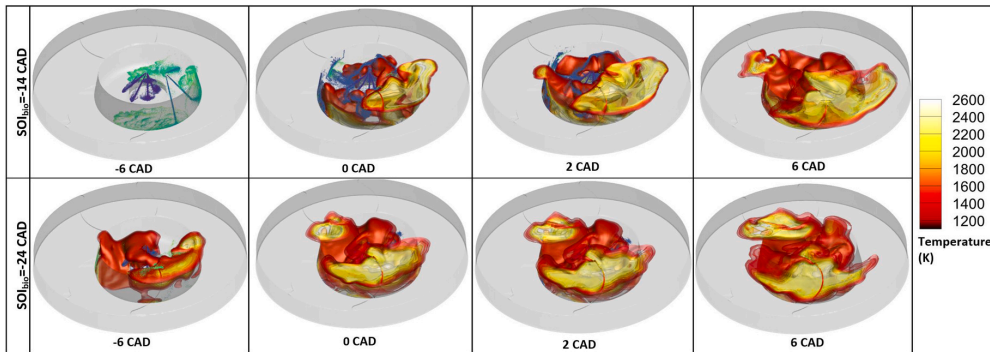 SOIbio=-14 CAD
-6 CAD
0 CAD
2 CAD
6 CAD
SOIbio=-24 CAD
-6 CAD
0 CAD
2 CAD
6 CAD
2600
2400
2200
2000
1800
1600
1400
1200
Temperature
(K)